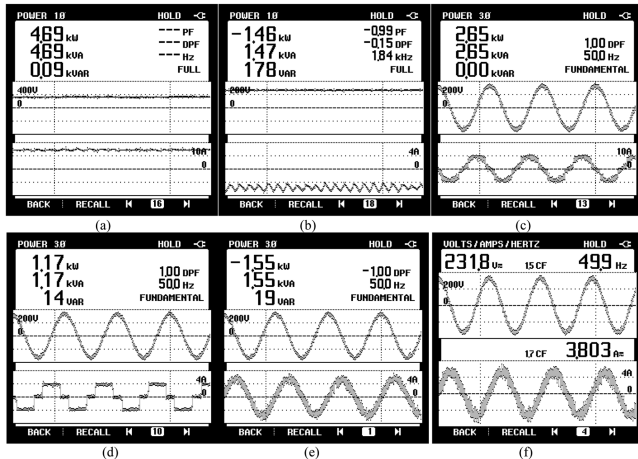 POWER 1Ø HOLD
4.69 kW --- PF
4.69 kVA --- DPF
0.09 kVAR --- Hz
FULL
400V
0
10A
0
BACK RECALL 16
(a)
POWER 1Ø HOLD
-1.46 kW -0.99 PF
1.47 kVA -0.15 DPF
178 VAR 1.84 kHz
FULL
200V
0
4A
0
BACK RECALL 18
(b)
POWER 3Ø HOLD
2.65 kW
2.65 kVA 1.00 DPF
0.00 kVAR 50.0 Hz
FUNDAMENTAL
200V
0
10A
0
BACK RECALL 13
(c)
POWER 3Ø HOLD
1.17 kW
1.17 kVA 1.00 DPF
14 VAR 50.0 Hz
FUNDAMENTAL
200V
0
4A
0
BACK RECALL 10
(d)
POWER 3Ø HOLD
-1.55 kW
1.55 kVA -1.00 DPF
19 VAR 50.0 Hz
FUNDAMENTAL
200V
0
4A
0
BACK RECALL 1
(e)
VOLTS/AMPS/HERTZ HOLD
231.8 V 1.5 CF 49.9 Hz
200V
0
1.7 CF 3.803 A
4A
0
BACK RECALL 4
(f)